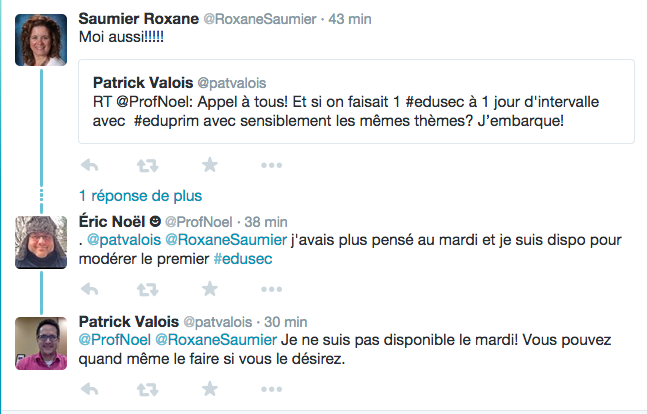 Saumier Roxane @RoxaneSaumier · 43 min
Moi aussi!!!!!
Patrick Valois @patvalois
RT @ProfNoel: Appel à tous! Et si on faisait 1 #edusec à 1 jour d'intervalle
avec #eduprim avec sensiblement les mêmes thèmes? J'embarque!
1 réponse de plus
Éric Noël @ProfNoel · 38 min
. @patvalois @RoxaneSaumier j'avais plus pensé au mardi et je suis dispo pour
modérer le premier #edusec
Patrick Valois @patvalois · 30 min
@ProfNoel @RoxaneSaumier Je ne suis pas disponible le mardi! Vous pouvez
quand même le faire si vous le désirez.